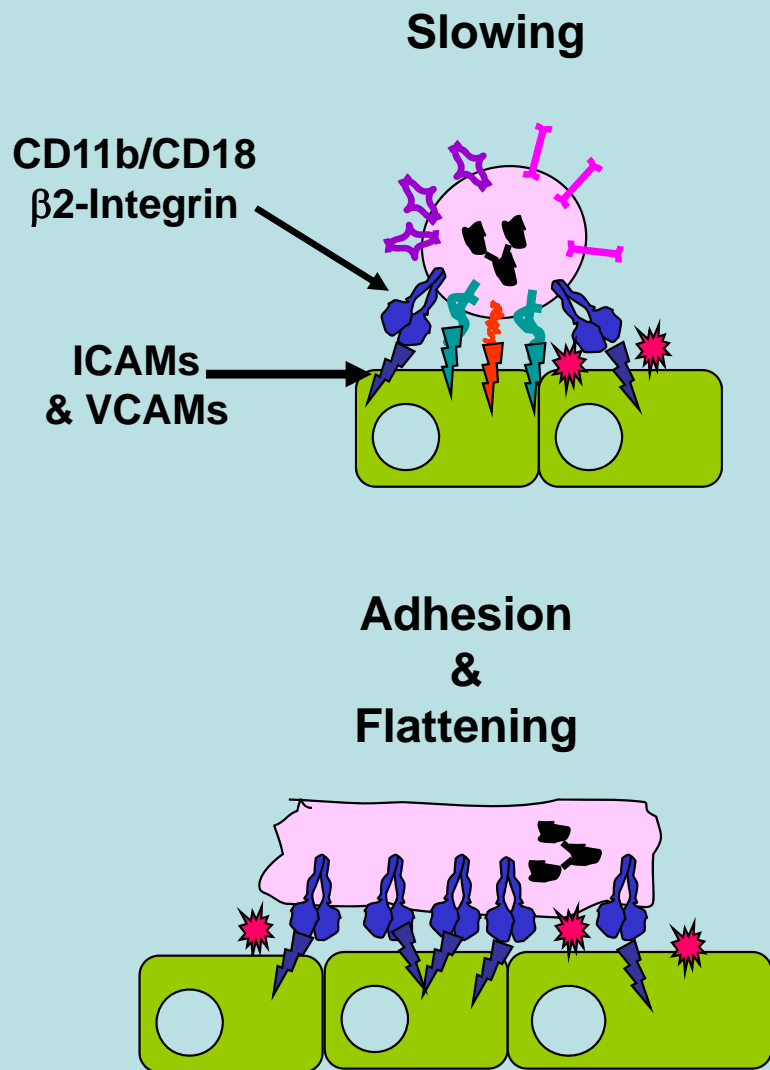 Slowing
CD11b/CD18
β2-Integrin
ICAMs
& VCAMs
Adhesion
&
Flattening